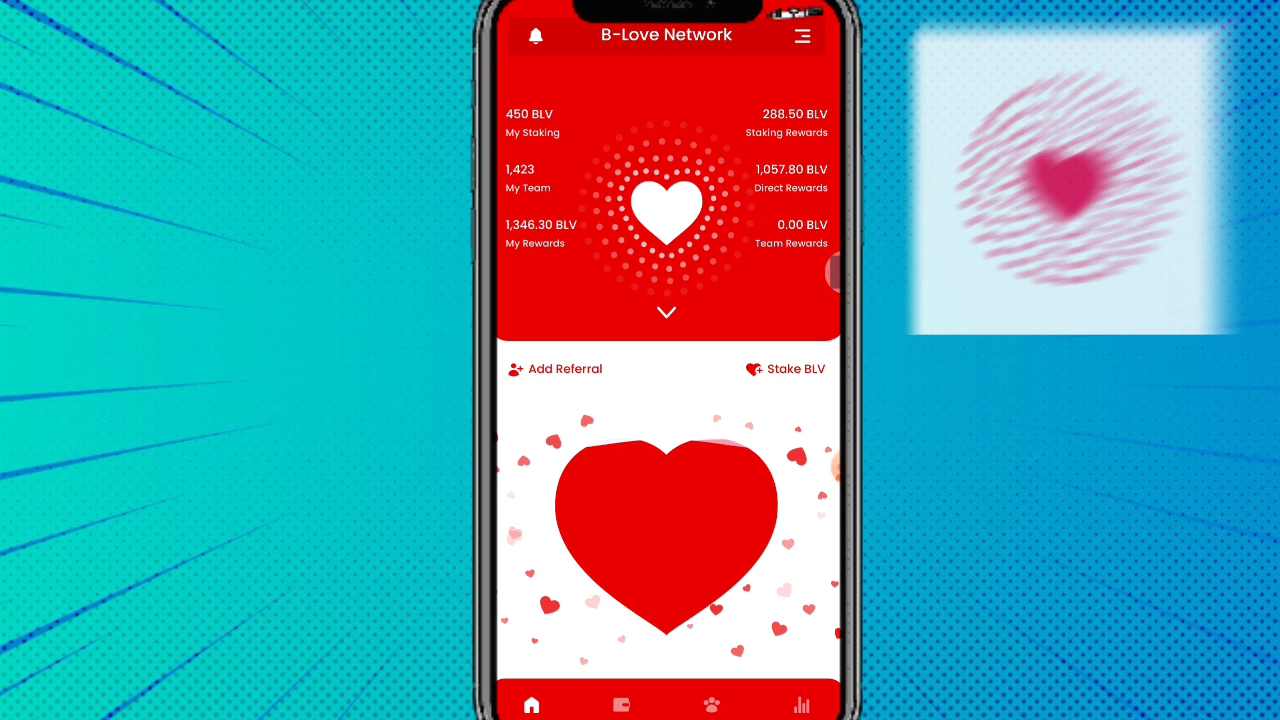 B-Love Network
450 BLV
My Staking
288.50 BLV
Staking Rewards
1,423
My Team
1,057.80 BLV
Direct Rewards
1,346.30 BLV
My Rewards
0.00 BLV
Team Rewards
Add Referral
Stake BLV